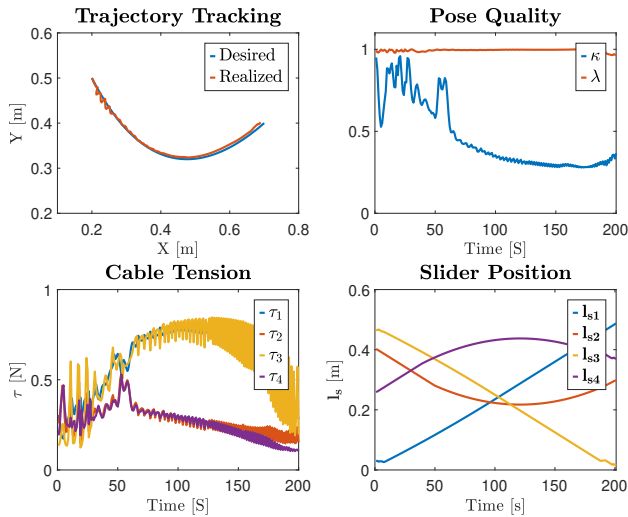 Trajectory Tracking
Y [m]
0.6
0.5
0.4
0.3
0.2
0.2 0.4 0.6 0.8
X [m]
Desired
Realized
Pose Quality
1
0.5
0
0 50 100 150 200
Time [S]
κ
λ
Cable Tension
τ [N]
1
0.5
0
0 50 100 150 200
Time [S]
τ₁
τ₂
τ₃
τ₄
Slider Position
lₛ [m]
0.6
0.4
0.2
0
0 50 100 150 200
Time [s]
lₛ₁
lₛ₂
lₛ₃
lₛ₄